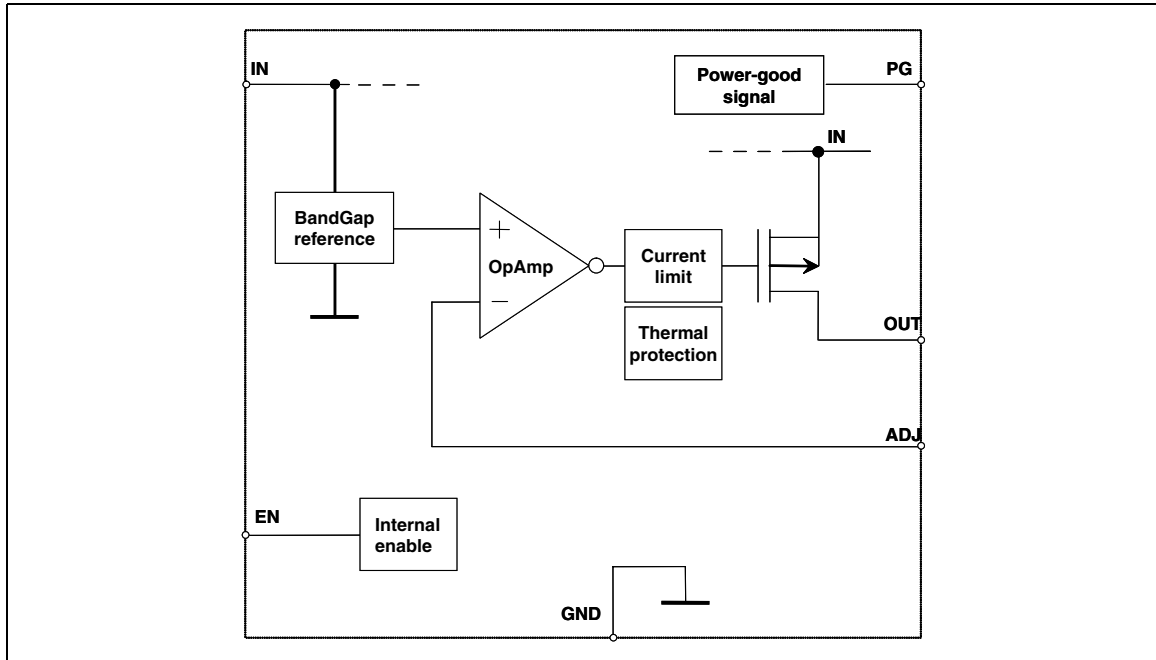 IN
PG
Power-good
signal
IN
BandGap
reference
+
OpAmp
−
Current
limit
Thermal
protection
OUT
ADJ
EN
Internal
enable
GND